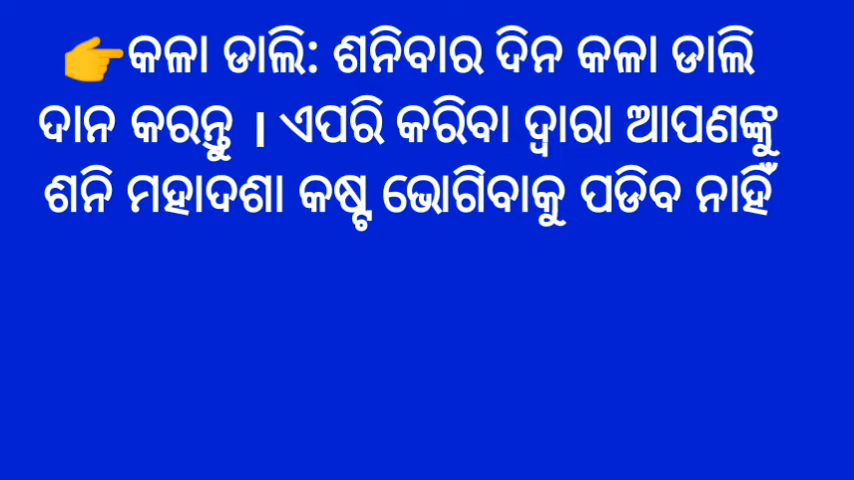 👉କଳା ଡାଲି: ଶନିବାର ଦିନ କଳା ଡାଲି
ଦାନ କରନ୍ତୁ । ଏପରି କରିବା ଦ୍ୱାରା ଆପଣଙ୍କୁ
ଶନି ମହାଦଶା କଷ୍ଟ ଭୋଗିବାକୁ ପଡିବ ନାହିଁ